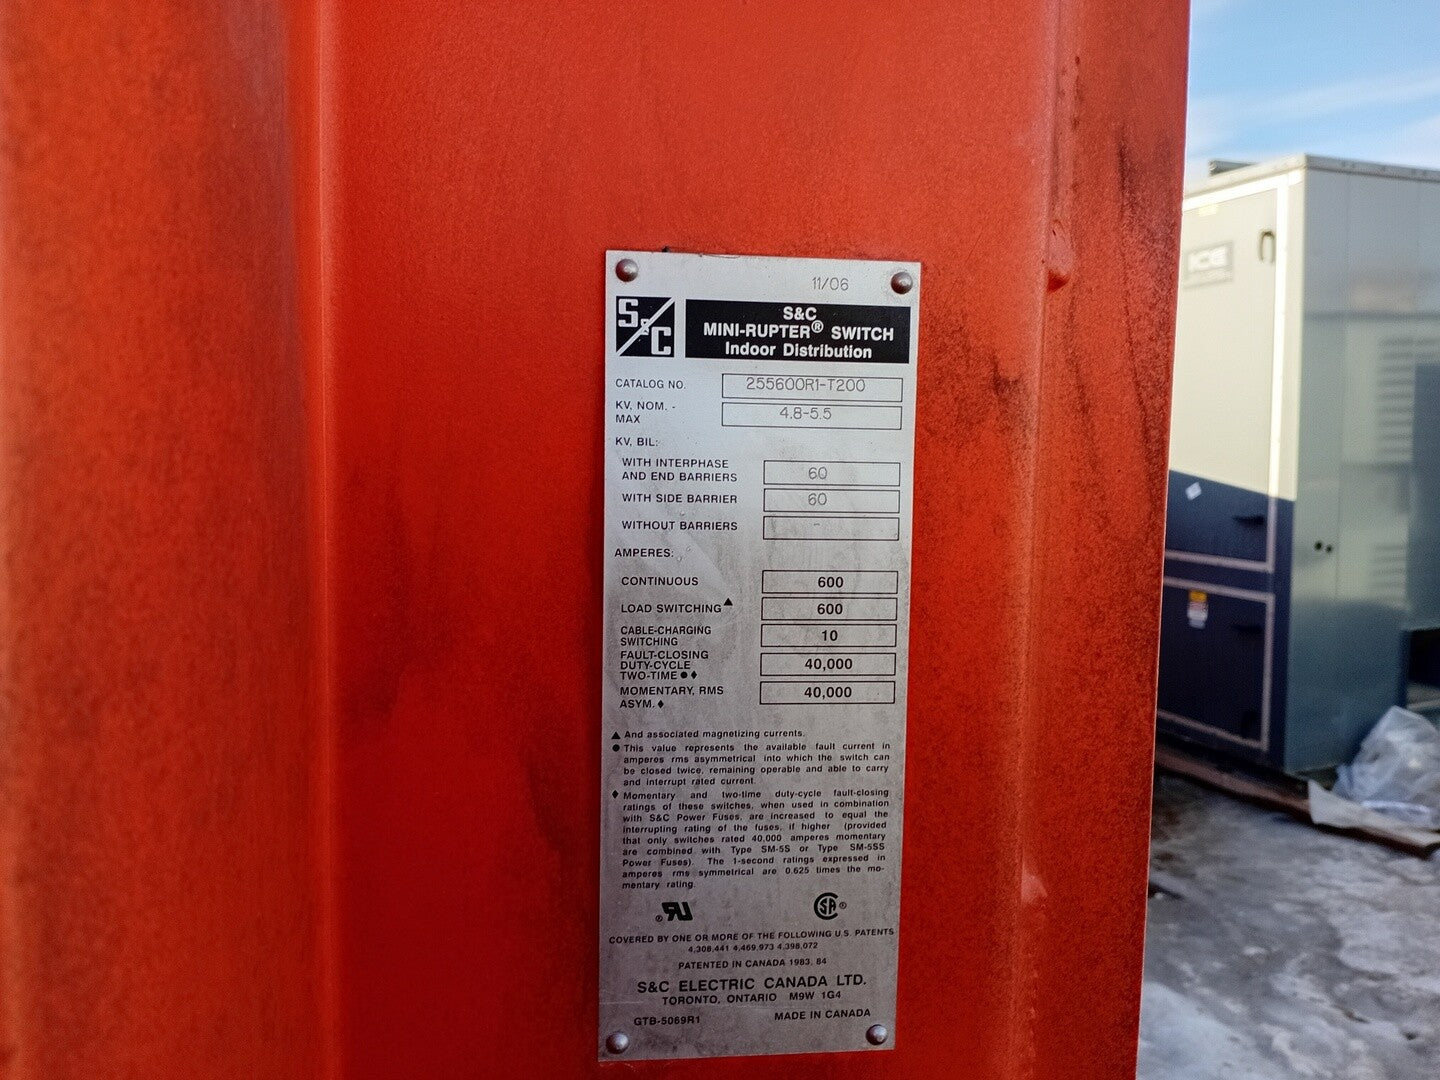 11/06
S&C
S&C
MINI-RUPTER® SWITCH
Indoor Distribution
CATALOG NO. 255600R1-T200
KV, NOM. -
MAX 4.8-5.5
KV, BIL:
WITH INTERPHASE
AND END BARRIERS 60
WITH SIDE BARRIER 60
WITHOUT BARRIERS -
AMPERES:
CONTINUOUS 600
LOAD SWITCHING▲ 600
CABLE-CHARGING
SWITCHING 10
FAULT-CLOSING
DUTY-CYCLE 40,000
TWO-TIME ●♦
MOMENTARY, RMS 40,000
ASYM. ♦
▲ And associated magnetizing currents.
● This value represents the available fault current in
amperes rms asymmetrical into which the switch can
be closed twice, remaining operable and able to carry
and interrupt rated current.
♦ Momentary and two-time duty-cycle fault-closing
ratings of these switches, when used in combination
with S&C Power Fuses, are increased to equal the
interrupting rating of the fuses, if higher (provided
that only switches rated 40,000 amperes momentary
are combined with Type SM-5S or Type SM-5SS
Power Fuses). The 1-second ratings expressed in
amperes rms symmetrical are 0.625 times the mo-
mentary rating.
® RU CSA ®
COVERED BY ONE OR MORE OF THE FOLLOWING U.S. PATENTS
4,308,441 4,469,973 4,398,072
PATENTED IN CANADA 1983, 84
S&C ELECTRIC CANADA LTD.
TORONTO, ONTARIO M9W 1G4
GTB-5069R1 MADE IN CANADA
ICE